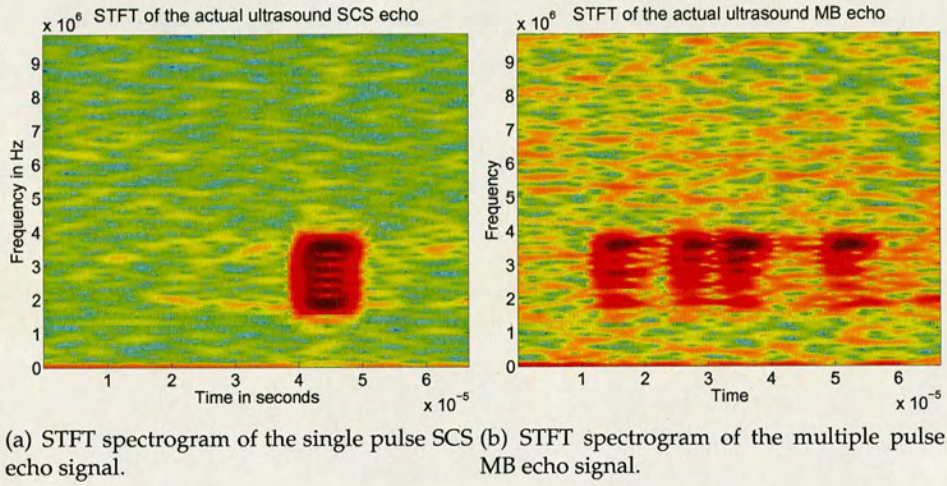 STFT of the actual ultrasound SCS echo
x 10⁶
9
8
7
6
5
4
3
2
1
0
Frequency in Hz
1 2 3 4 5 6
Time in seconds
x 10⁻⁵
(a) STFT spectrogram of the single pulse SCS
echo signal.
STFT of the actual ultrasound MB echo
x 10⁶
9
8
7
6
5
4
3
2
1
0
Frequency
1 2 3 4 5 6
Time
x 10⁻⁵
(b) STFT spectrogram of the multiple pulse
MB echo signal.